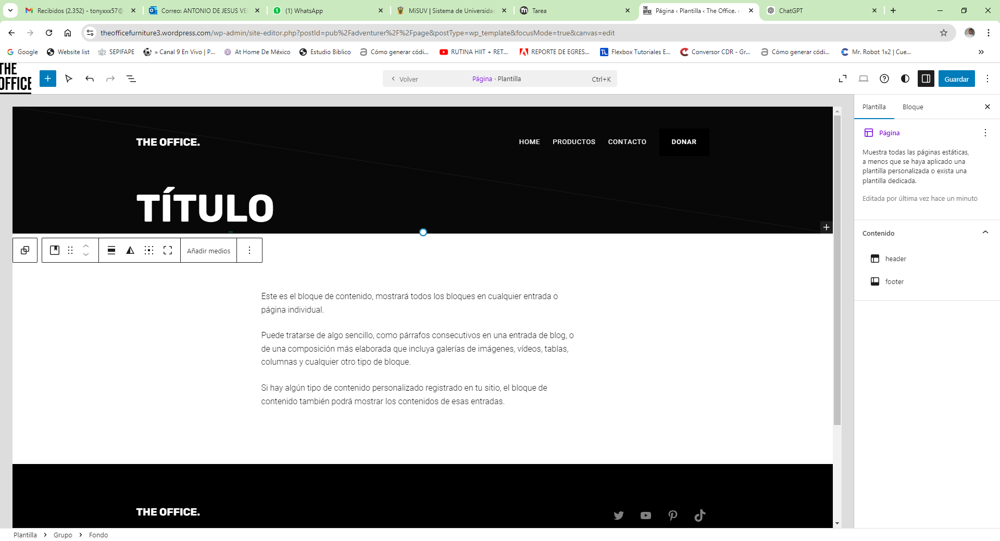 Recibidos (2.352) - tonyxxx57@
Correo: ANTONIO DE JESUS VE
(1) WhatsApp
MiSUV | Sistema de Universidad
Tarea
Página ‹ Plantilla ‹ The Office. ‹
ChatGPT
theofficefurniture3.wordpress.com/wp-admin/site-editor.php?postId=pub%2Fadventurer%2F%2Fpage&postType=wp_template&focusMode=true&canvas=edit
Google
Website list
SEPIFAPE
» Canal 9 En Vivo | P...
At Home De México
Estudio Biblico
Cómo generar códi...
RUTINA HIIT + RET...
REPORTE DE EGRES...
Flexbox Tutoriales E...
Conversor CDR - Gr...
Cómo generar códi...
Mr. Robot 1x2 | Cue...
THE
OFFICE
Volver
Página · Plantilla
Ctrl+K
Guardar
THE OFFICE.
HOME
PRODUCTOS
CONTACTO
DONAR
TÍTULO
Añadir medios
Este es el bloque de contenido, mostrará todos los bloques en cualquier entrada o
página individual.
Puede tratarse de algo sencillo, como párrafos consecutivos en una entrada de blog, o
de una composición más elaborada que incluya galerías de imágenes, vídeos, tablas,
columnas y cualquier otro tipo de bloque.
Si hay algún tipo de contenido personalizado registrado en tu sitio, el bloque de
contenido también podrá mostrar los contenidos de esas entradas.
THE OFFICE.
Plantilla
Bloque
Página
Muestra todas las páginas estáticas,
a menos que se haya aplicado una
plantilla personalizada o exista una
plantilla dedicada.
Editada por última vez hace un minuto
Contenido
header
footer
Plantilla › Grupo › Fondo